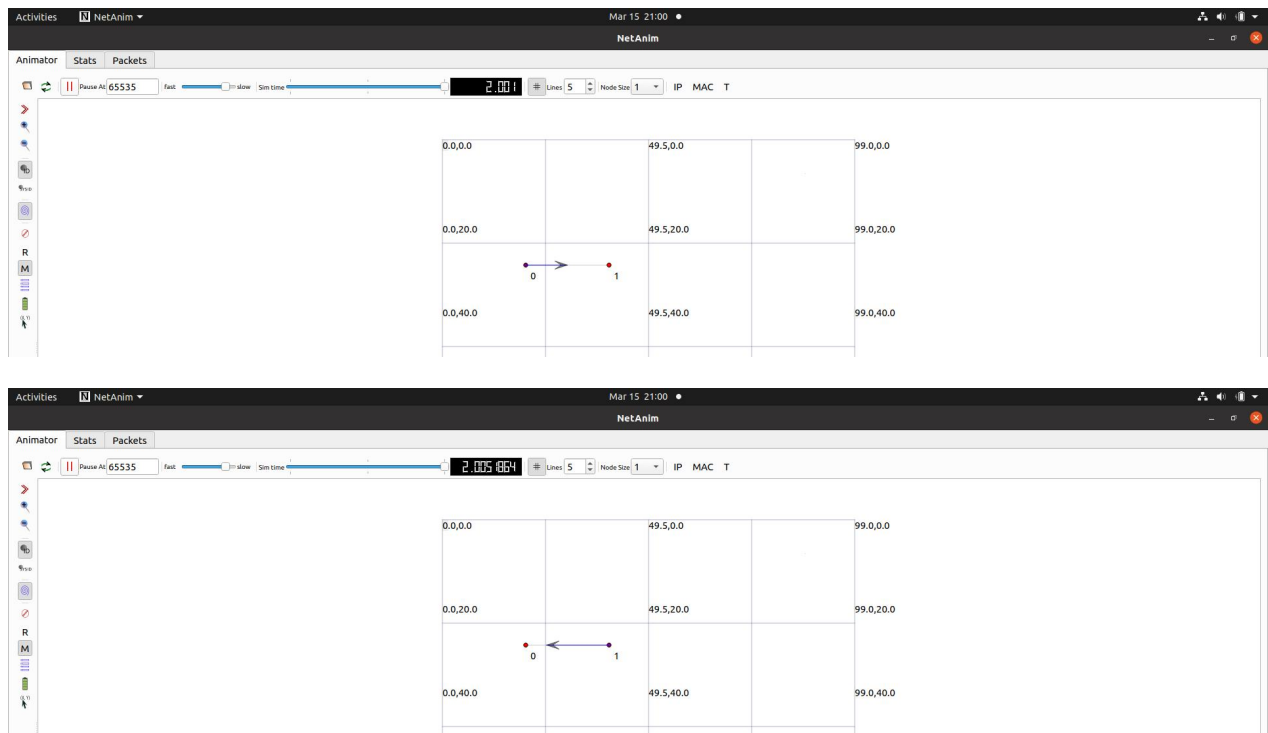 Activities NetAnim Mar 15 21:00
NetAnim
Animator Stats Packets
Pause At 65535 fast slow Sim time 2.001 # Lines 5 Node Size 1 IP MAC T
0.0,0.0 49.5,0.0 99.0,0.0
ID
SYSID
0.0,20.0 49.5,20.0 99.0,20.0
R
M
0 1
0.0,40.0 49.5,40.0 99.0,40.0
Activities NetAnim Mar 15 21:00
NetAnim
Animator Stats Packets
Pause At 65535 fast slow Sim time 2.0051864 # Lines 5 Node Size 1 IP MAC T
0.0,0.0 49.5,0.0 99.0,0.0
ID
SYSID
0.0,20.0 49.5,20.0 99.0,20.0
R
M
0 1
0.0,40.0 49.5,40.0 99.0,40.0